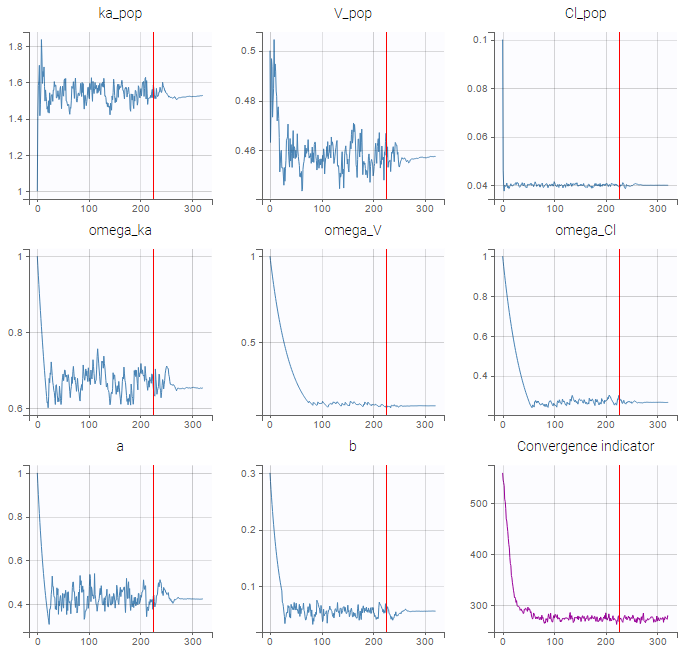 ka_pop V_pop Cl_pop
1.8 0.5 0.1
1.6 0.48 0.08
1.4 0.46 0.06
1.2 0.04
1
0 100 200 300 0 100 200 300 0 100 200 300
omega_ka omega_V omega_Cl
1 1 1
0.8 0.5 0.8
0.6 0.6
0.4
0 100 200 300 0 100 200 300 0 100 200 300
a b Convergence indicator
1 0.3 500
0.8 0.2 400
0.6 0.1 300
0.4
0 100 200 300 0 100 200 300 0 100 200 300